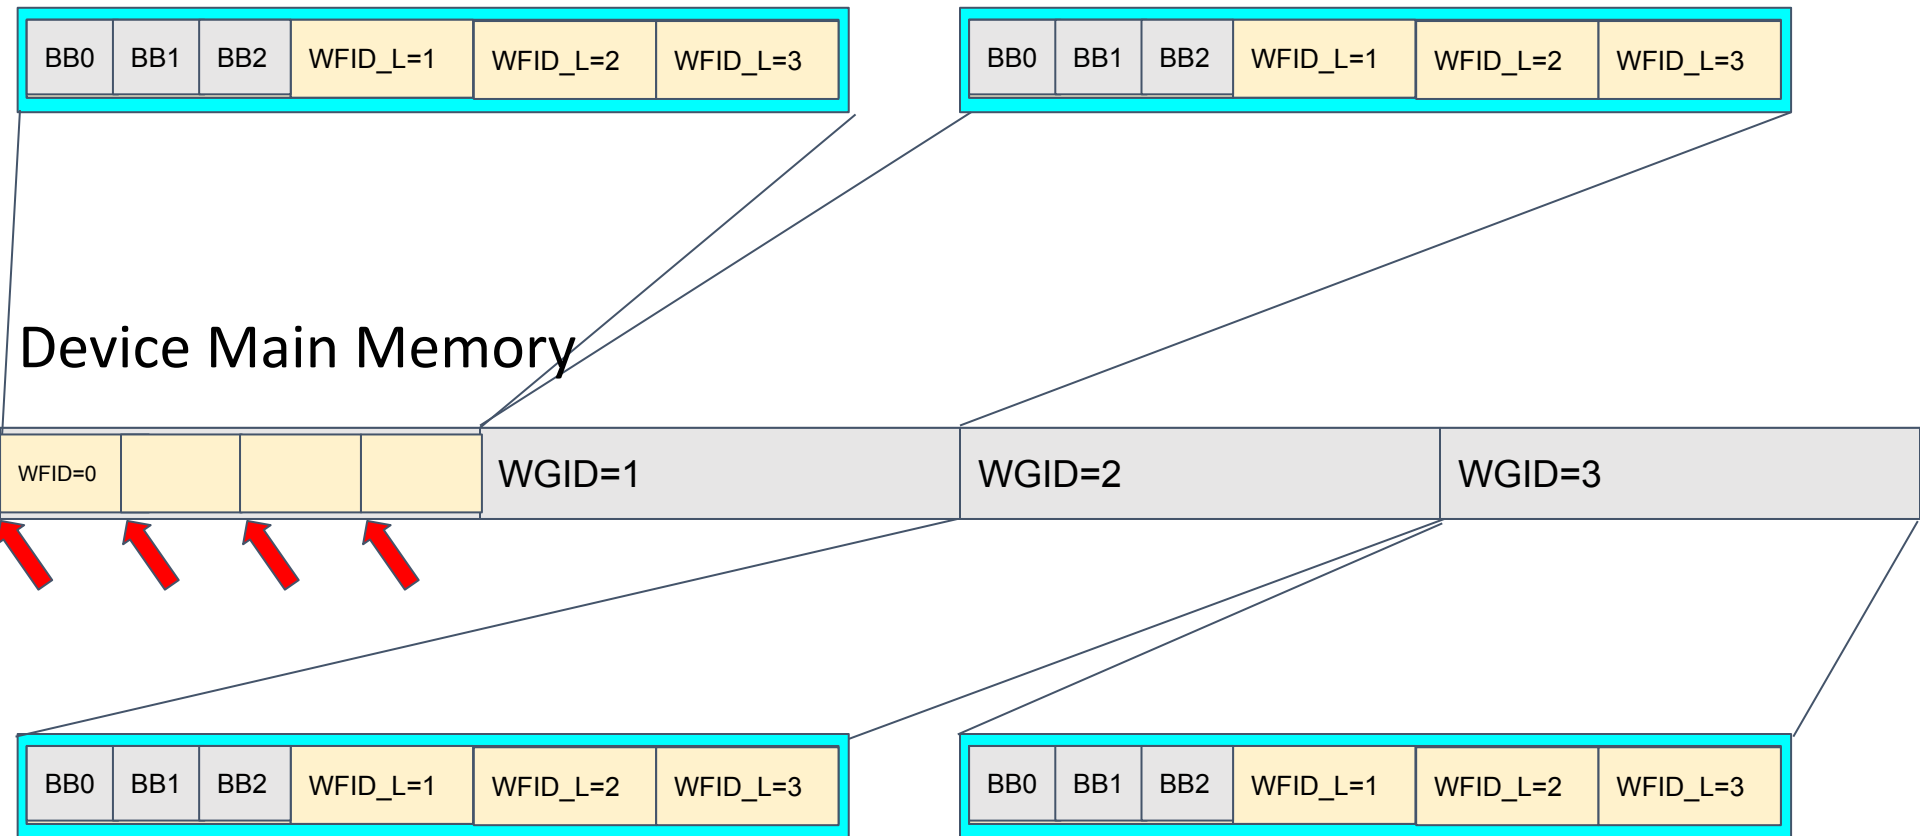 BB0 BB1 BB2 WFID_L=1 WFID_L=2 WFID_L=3
BB0 BB1 BB2 WFID_L=1 WFID_L=2 WFID_L=3
Device Main Memory
WFID=0 WGID=1 WGID=2 WGID=3
BB0 BB1 BB2 WFID_L=1 WFID_L=2 WFID_L=3
BB0 BB1 BB2 WFID_L=1 WFID_L=2 WFID_L=3